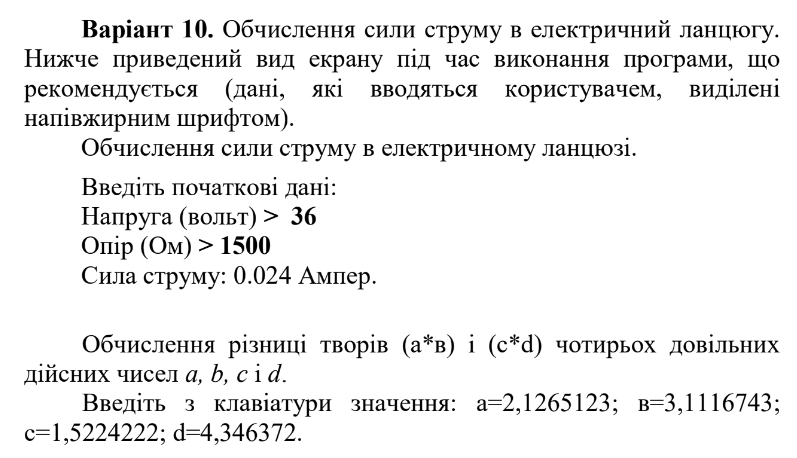 Варіант 10. Обчислення сили струму в електричний ланцюгу.
Нижче приведений вид екрану під час виконання програми, що
рекомендується (дані, які вводяться користувачем, виділені
напівжирним шрифтом).
Обчислення сили струму в електричному ланцюзі.
Введіть початкові дані:
Напруга (вольт) > 36
Опір (Ом) > 1500
Сила струму: 0.024 Ампер.
Обчислення різниці творів (а*в) і (с*d) чотирьох довільних
дійсних чисел a, b, c і d.
Введіть з клавіатури значення: а=2,1265123; в=3,1116743;
с=1,5224222; d=4,346372.